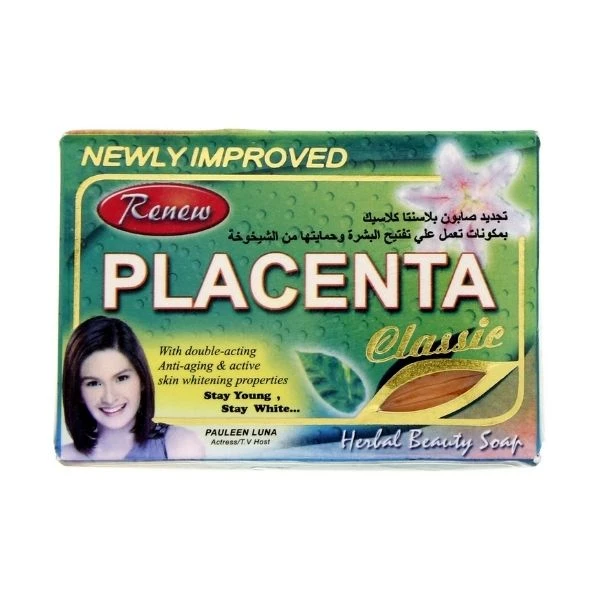 NEWLY IMPROVED
Renew
تجديد صابون بلاسنتا كلاسيك
بمكونات تعمل علي تفتيح البشرة وحمايتها من الشيخوخة
PLACENTA
Classic
With double-acting
Anti-aging & active
skin whitening properties
Stay Young ,
Stay White...
PAULEEN LUNA
Actress/T.V Host
Herbal Beauty Soap